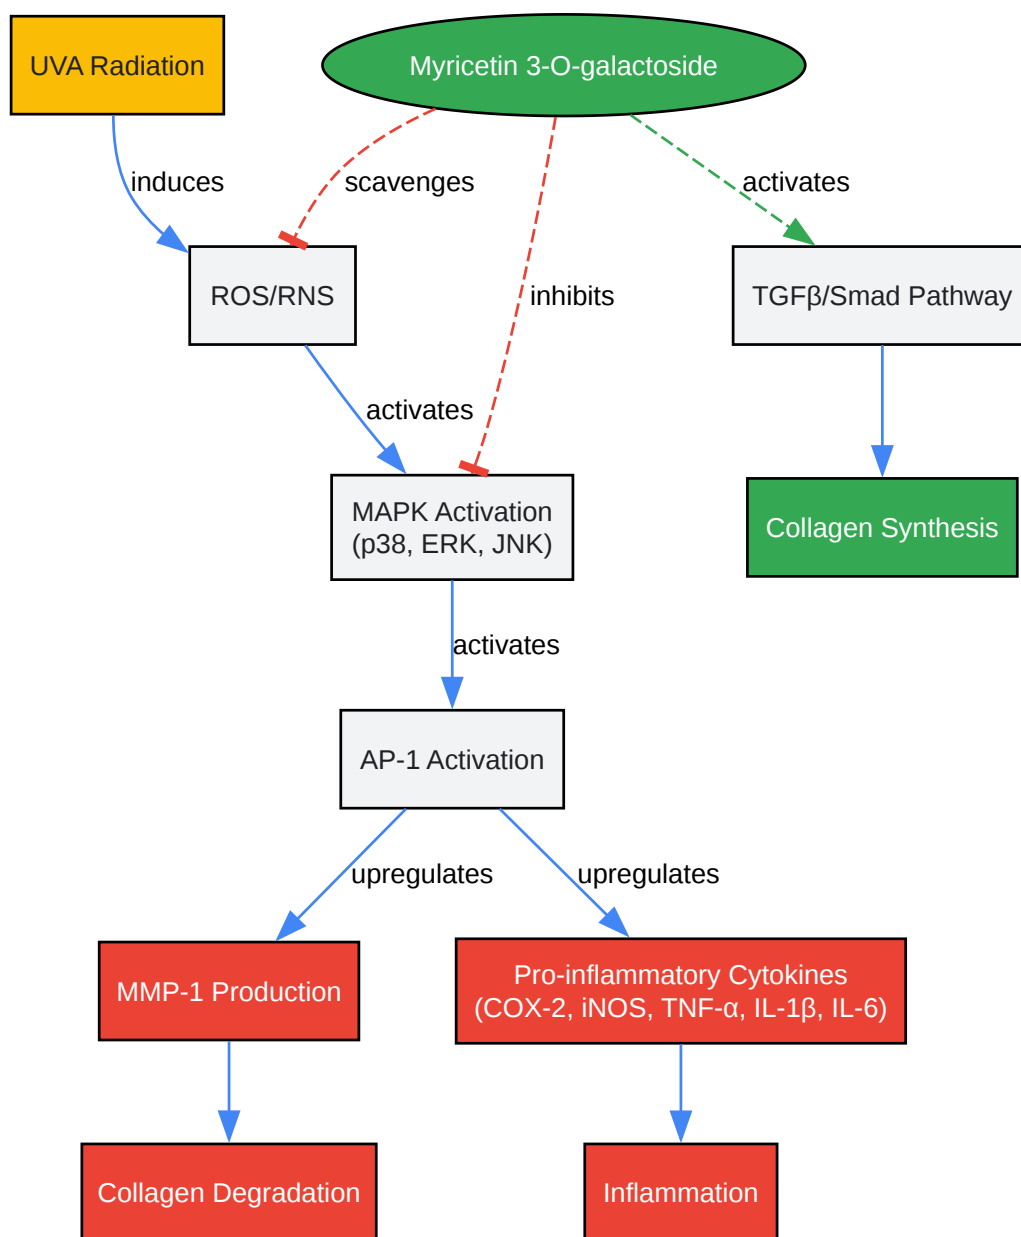 UVA Radiation
Myricetin 3-O-galactoside
induces
scavenges
activates
ROS/RNS
inhibits
TGFβ/Smad Pathway
activates
MAPK Activation
(p38, ERK, JNK)
Collagen Synthesis
activates
AP-1 Activation
upregulates
upregulates
MMP-1 Production
Pro-inflammatory Cytokines
(COX-2, iNOS, TNF-α, IL-1β, IL-6)
Collagen Degradation
Inflammation